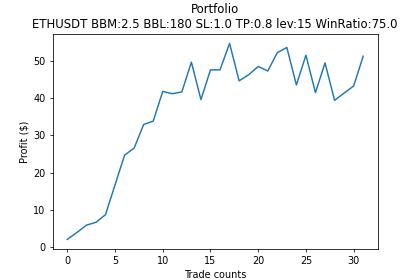 Portfolio
ETHUSDT BBM:2.5 BBL:180 SL:1.0 TP:0.8 lev:15 WinRatio:75.0
Profit ($)
50
40
30
20
10
0
0 5 10 15 20 25 30
Trade counts